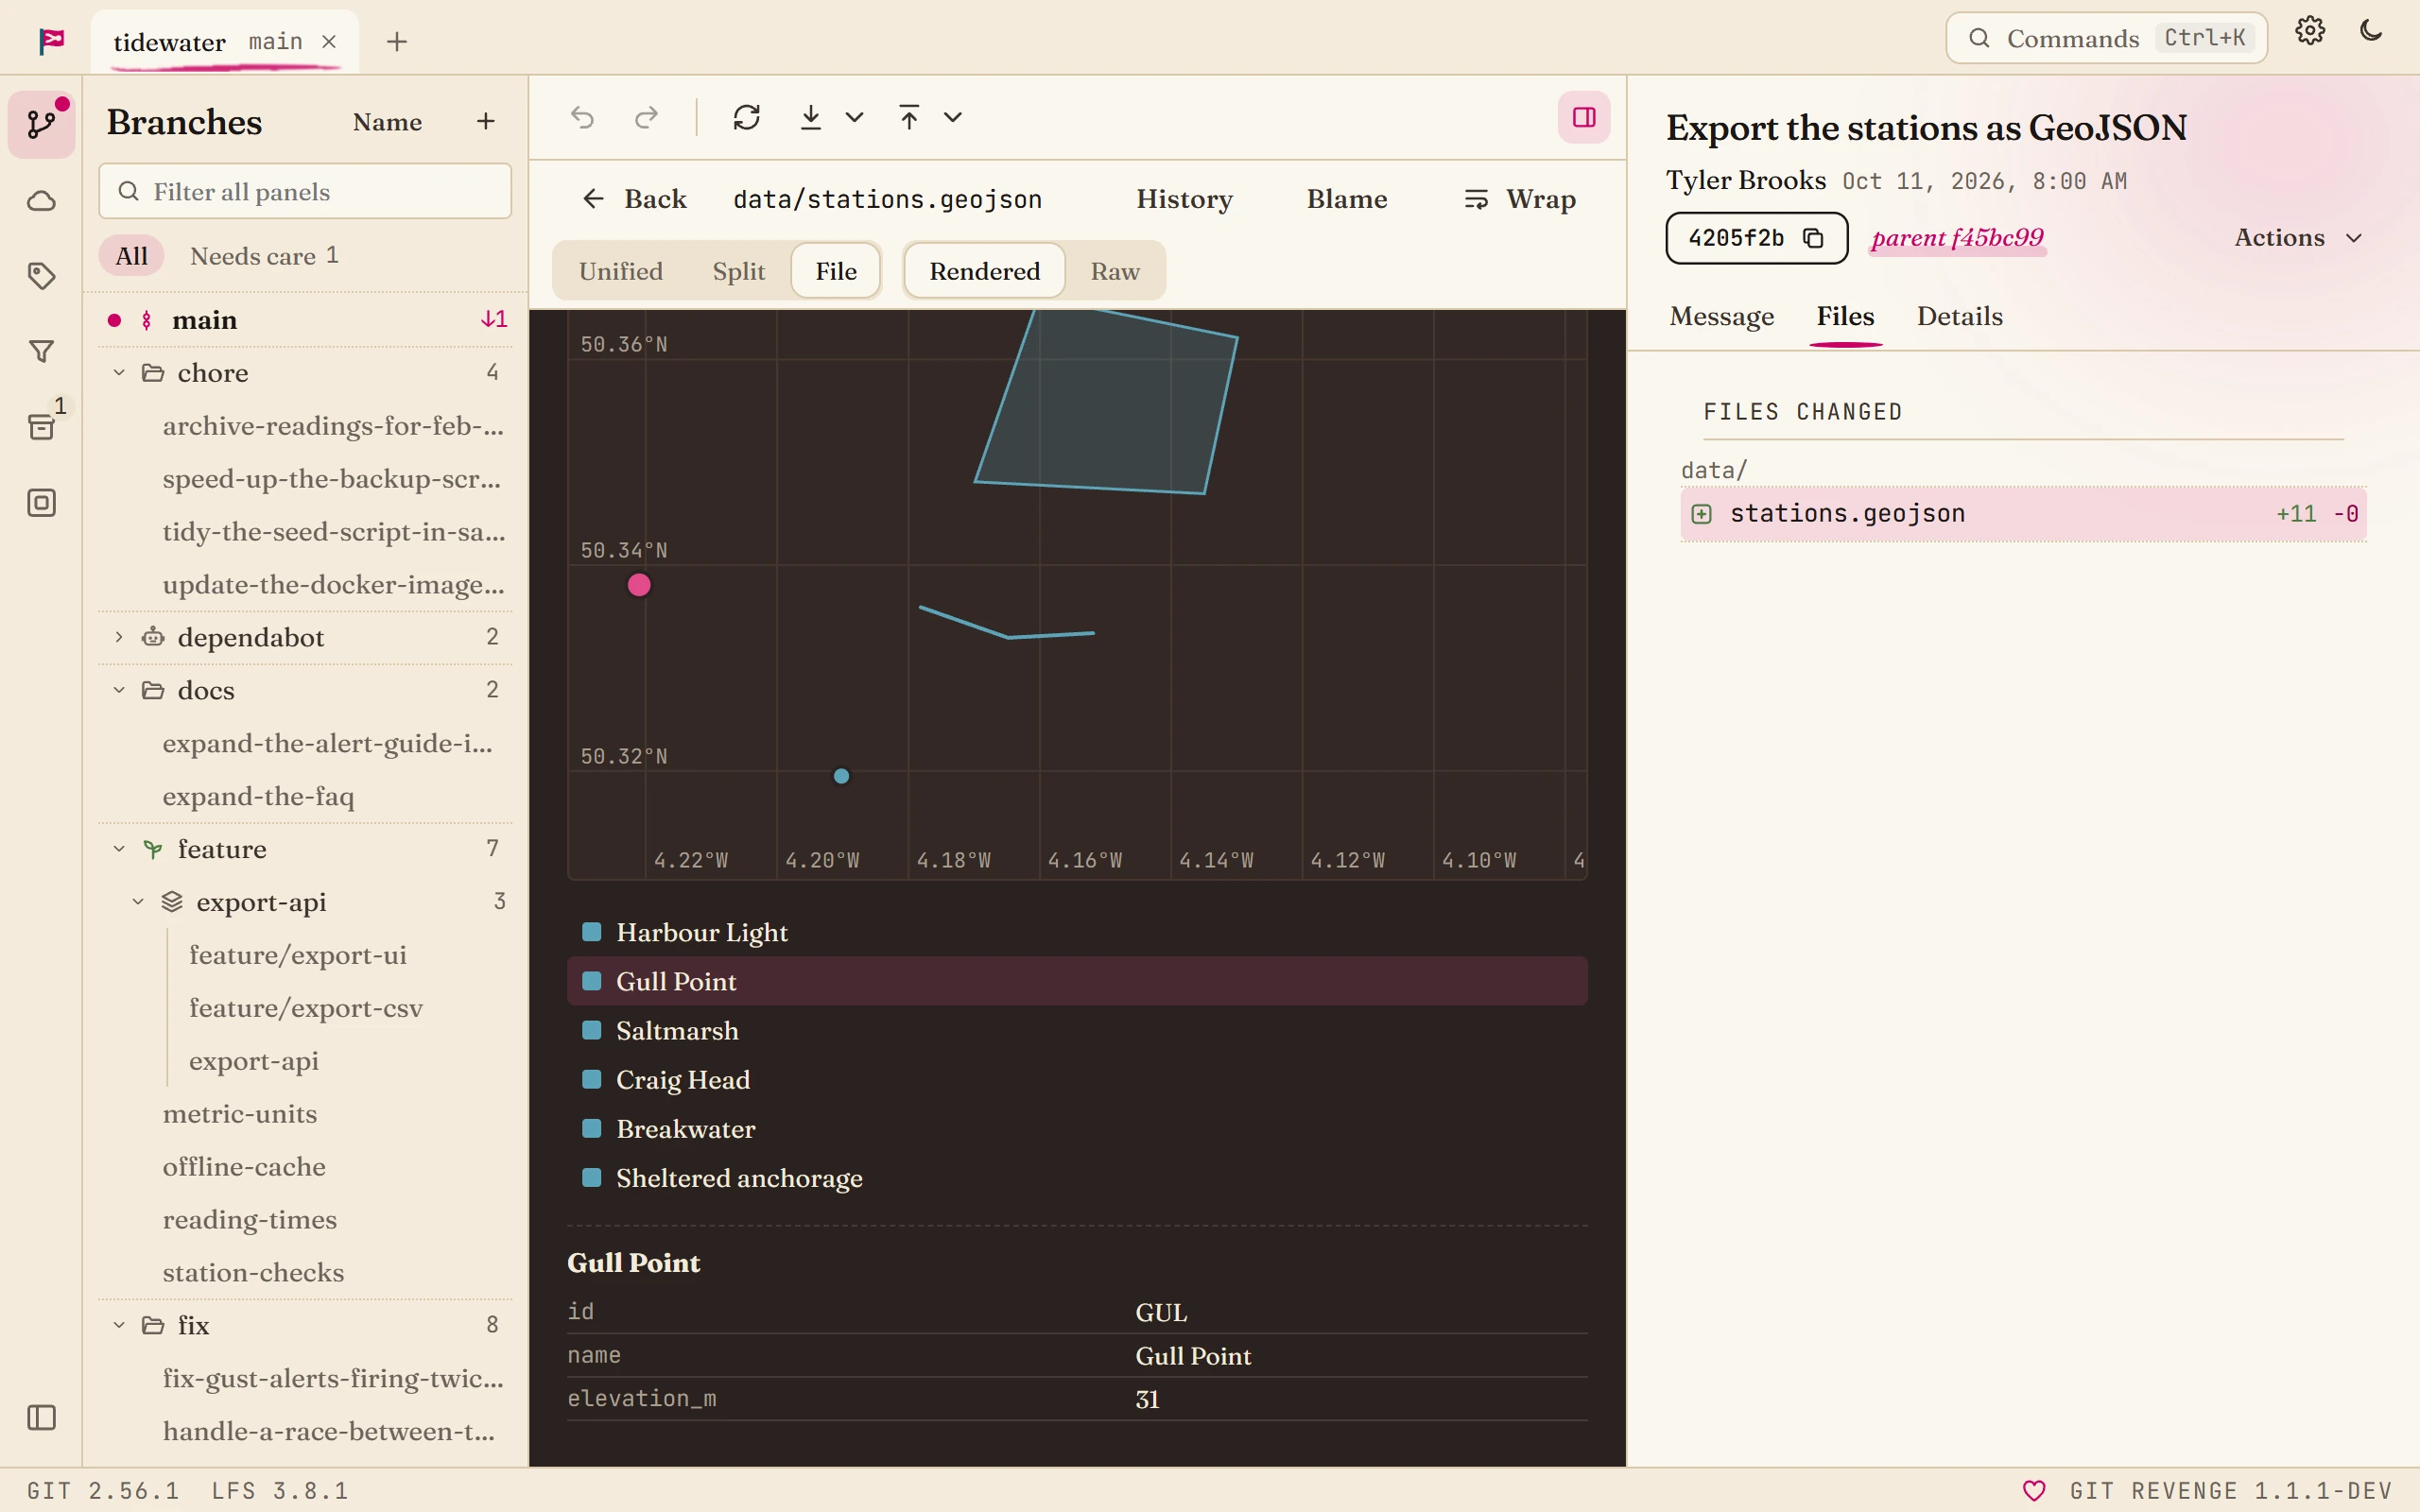 tidewater main
Commands Ctrl+K
Branches Name
Filter all panels
All Needs care 1
main ↓1
chore 4
archive-readings-for-feb-...
speed-up-the-backup-scr...
tidy-the-seed-script-in-sa...
update-the-docker-image...
dependabot 2
docs 2
expand-the-alert-guide-i...
expand-the-faq
feature 7
export-api 3
feature/export-ui
feature/export-csv
export-api
metric-units
offline-cache
reading-times
station-checks
fix 8
fix-gust-alerts-firing-twic...
handle-a-race-between-t...
1
Back data/stations.geojson History Blame Wrap
Unified Split File Rendered Raw
50.36°N
50.34°N
50.32°N
4.22°W 4.20°W 4.18°W 4.16°W 4.14°W 4.12°W 4.10°W 4
Harbour Light
Gull Point
Saltmarsh
Craig Head
Breakwater
Sheltered anchorage
Gull Point
id GUL
name Gull Point
elevation_m 31
Export the stations as GeoJSON
Tyler Brooks Oct 11, 2026, 8:00 AM
4205f2b parent f45bc99 Actions
Message Files Details
FILES CHANGED
data/
stations.geojson +11 -0
GIT 2.56.1 LFS 3.8.1
GIT REVENGE 1.1.1-DEV